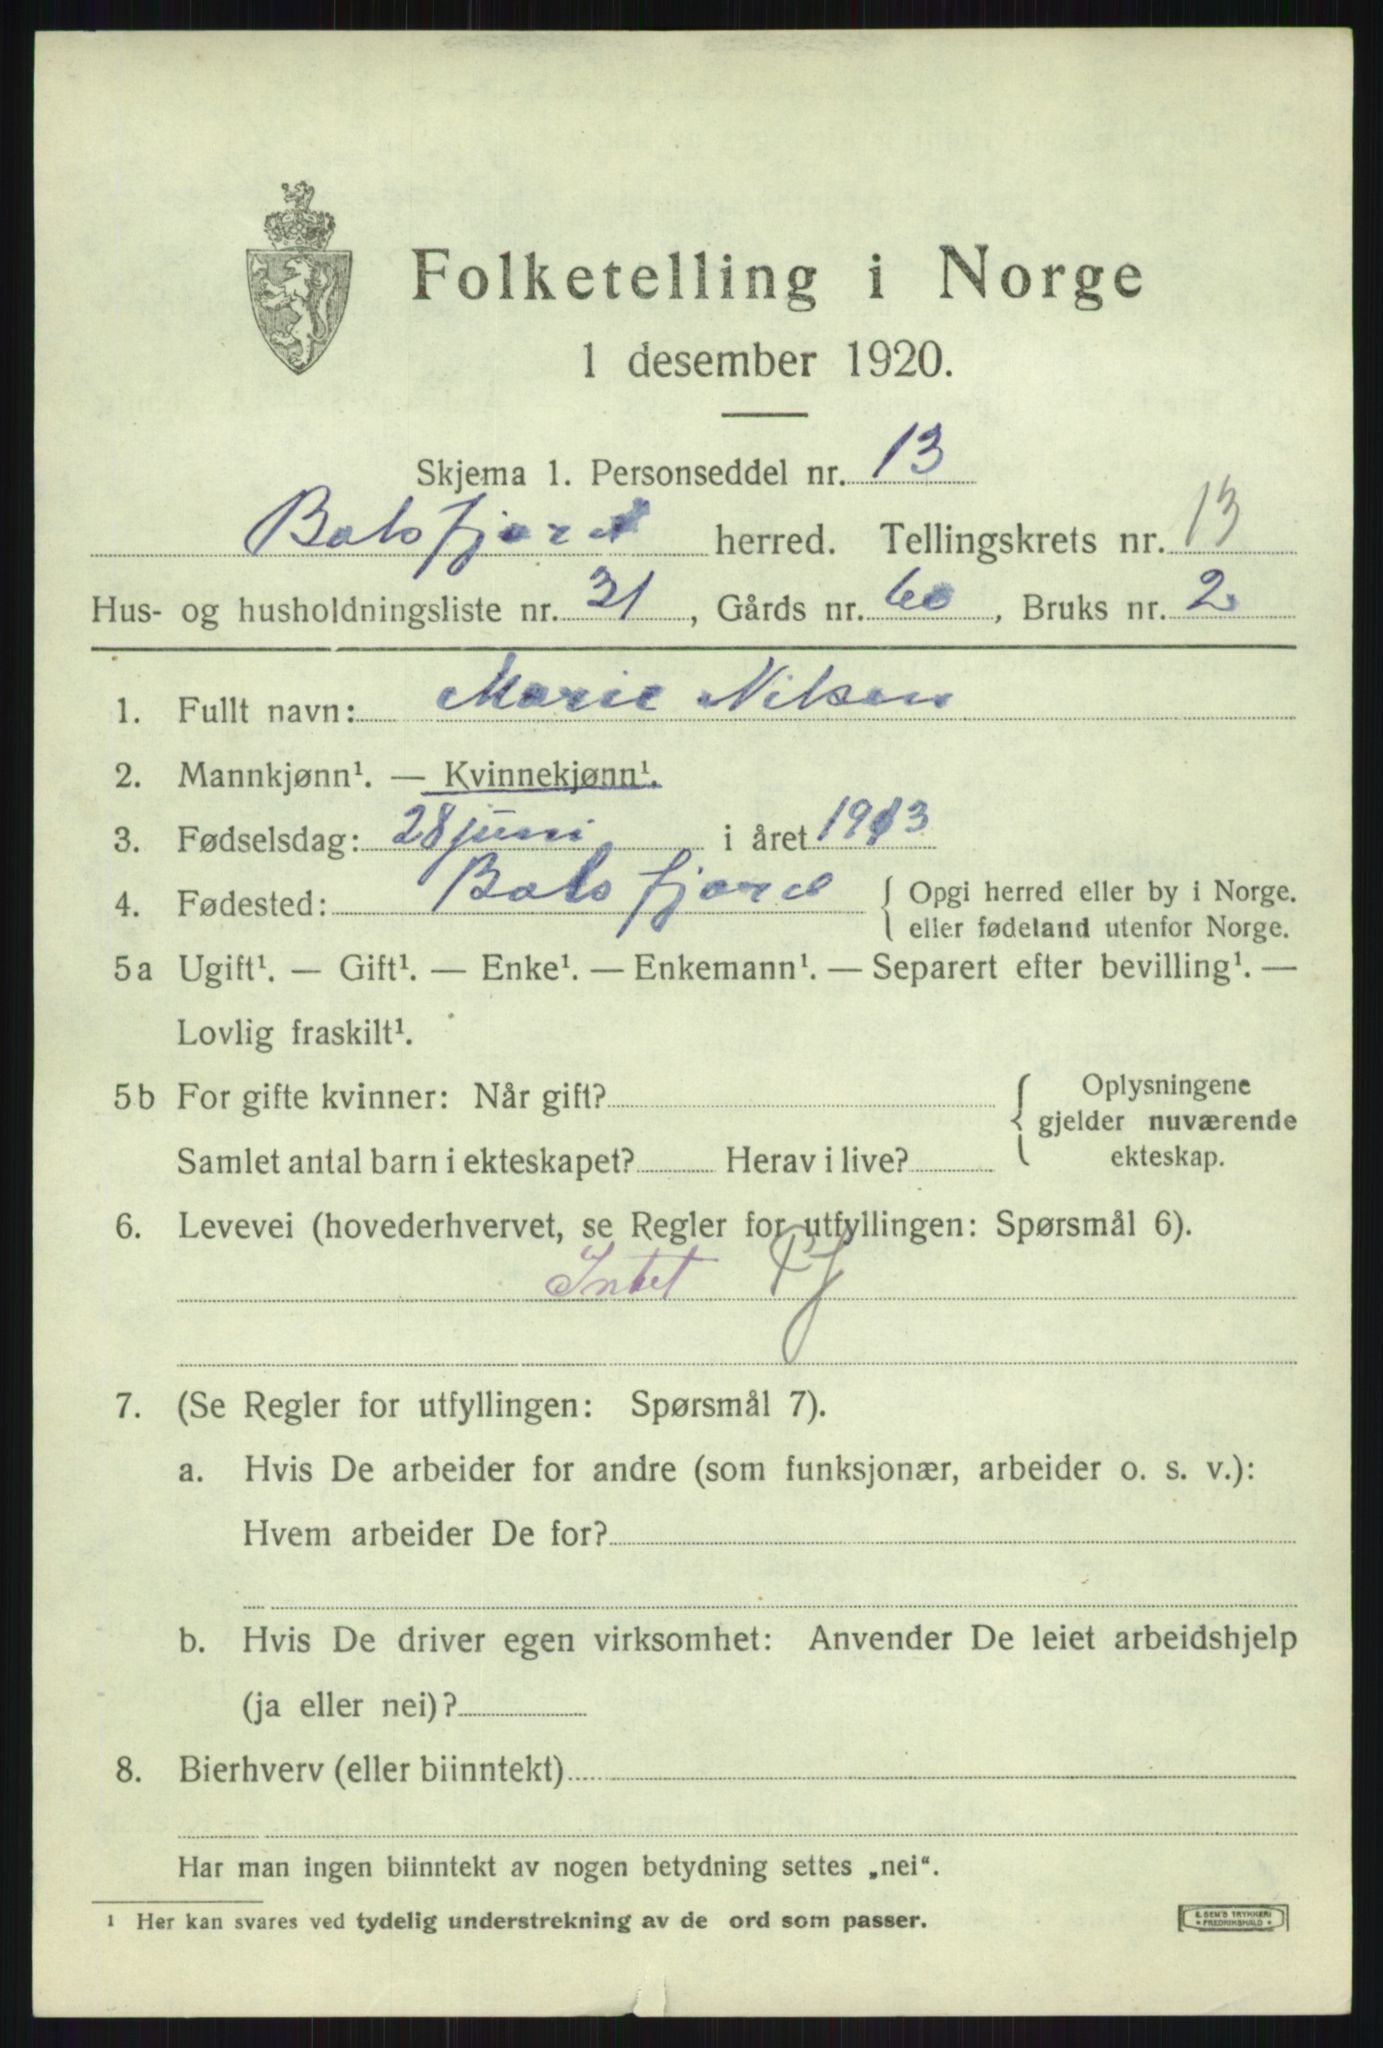 Folketelling i Norge
1 desember 1920.
Skjema 1. Personseddel nr. 13
Balsfjord herred. Tellingskrets nr. 13
Hus- og husholdningsliste nr. 31, Gårds nr. 60, Bruks nr. 2
1. Fullt navn: Marie Nilsen
2. Mannkjønn¹. — Kvinnekjønn¹.
3. Fødselsdag: 28 juni i året 1913
4. Fødested: Balsfjord { Opgi herred eller by i Norge.
eller fødeland utenfor Norge.
5a Ugift¹. — Gift¹. — Enke¹. — Enkemann¹. — Separert efter bevilling¹. —
Lovlig fraskilt¹.
5b For gifte kvinner: Når gift? { Oplysningene
gjelder nuværende
Samlet antal barn i ekteskapet? Herav i live? ekteskap.
6. Levevei (hovederhvervet, se Regler for utfyllingen: Spørsmål 6).
Intet
7. (Se Regler for utfyllingen: Spørsmål 7).
a. Hvis De arbeider for andre (som funksjonær, arbeider o. s. v.):
Hvem arbeider De for?
b. Hvis De driver egen virksomhet: Anvender De leiet arbeidshjelp
(ja eller nei)?
8. Bierhverv (eller biinntekt)
Har man ingen biinntekt av nogen betydning settes „nei“.
¹ Her kan svares ved tydelig understrekning av de ord som passer.
E. SEM'S TRYKKERI
FREDRIKSHALD